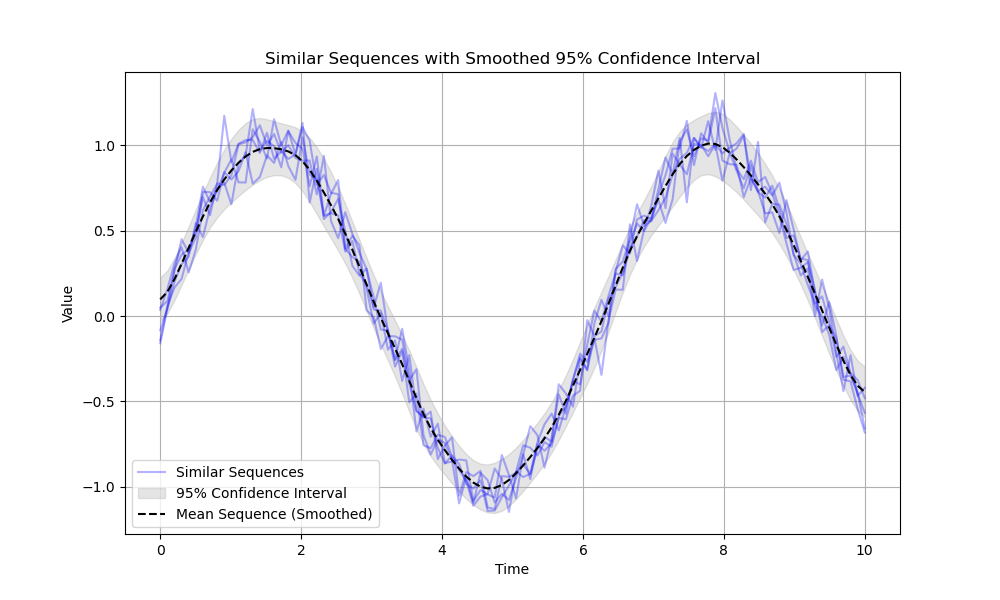 Similar Sequences with Smoothed 95% Confidence Interval
Value
1.0
0.5
0.0
−0.5
−1.0
Similar Sequences
95% Confidence Interval
Mean Sequence (Smoothed)
0 2 4 6 8 10
Time